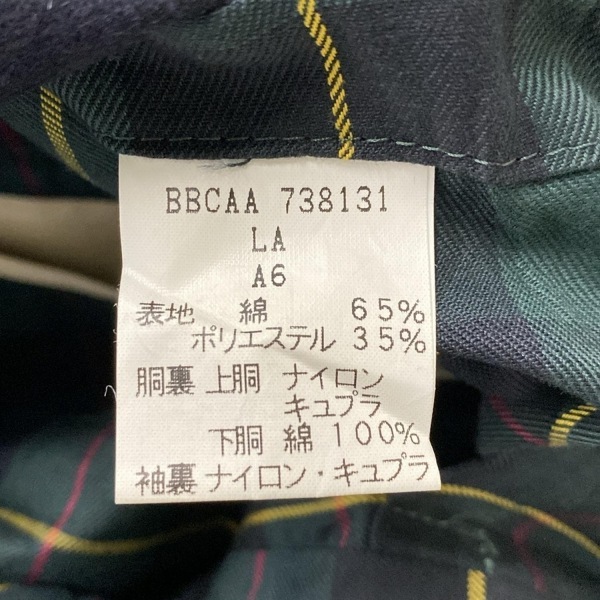 BBCAA 738131
LA
A6
表地 綿 65%
ポリエステル 35%
胴裏 上胴 ナイロン
キュプラ
下胴 綿 100%
袖裏 ナイロン・キュプラ